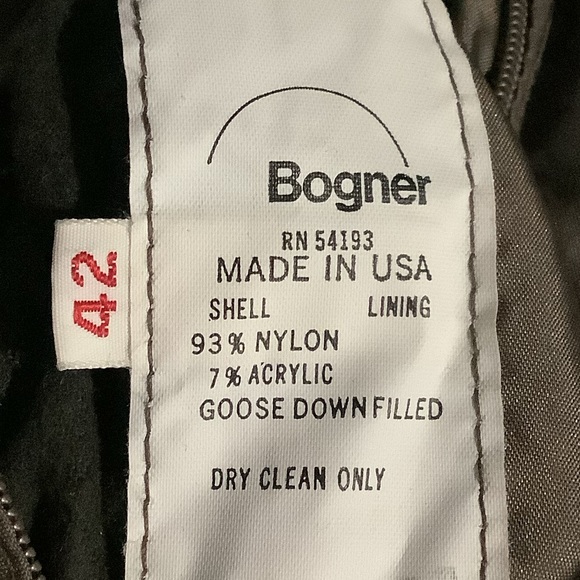 Bogner
RN 54193
MADE IN USA
SHELL LINING
93% NYLON
7% ACRYLIC
GOOSE DOWN FILLED
DRY CLEAN ONLY
42